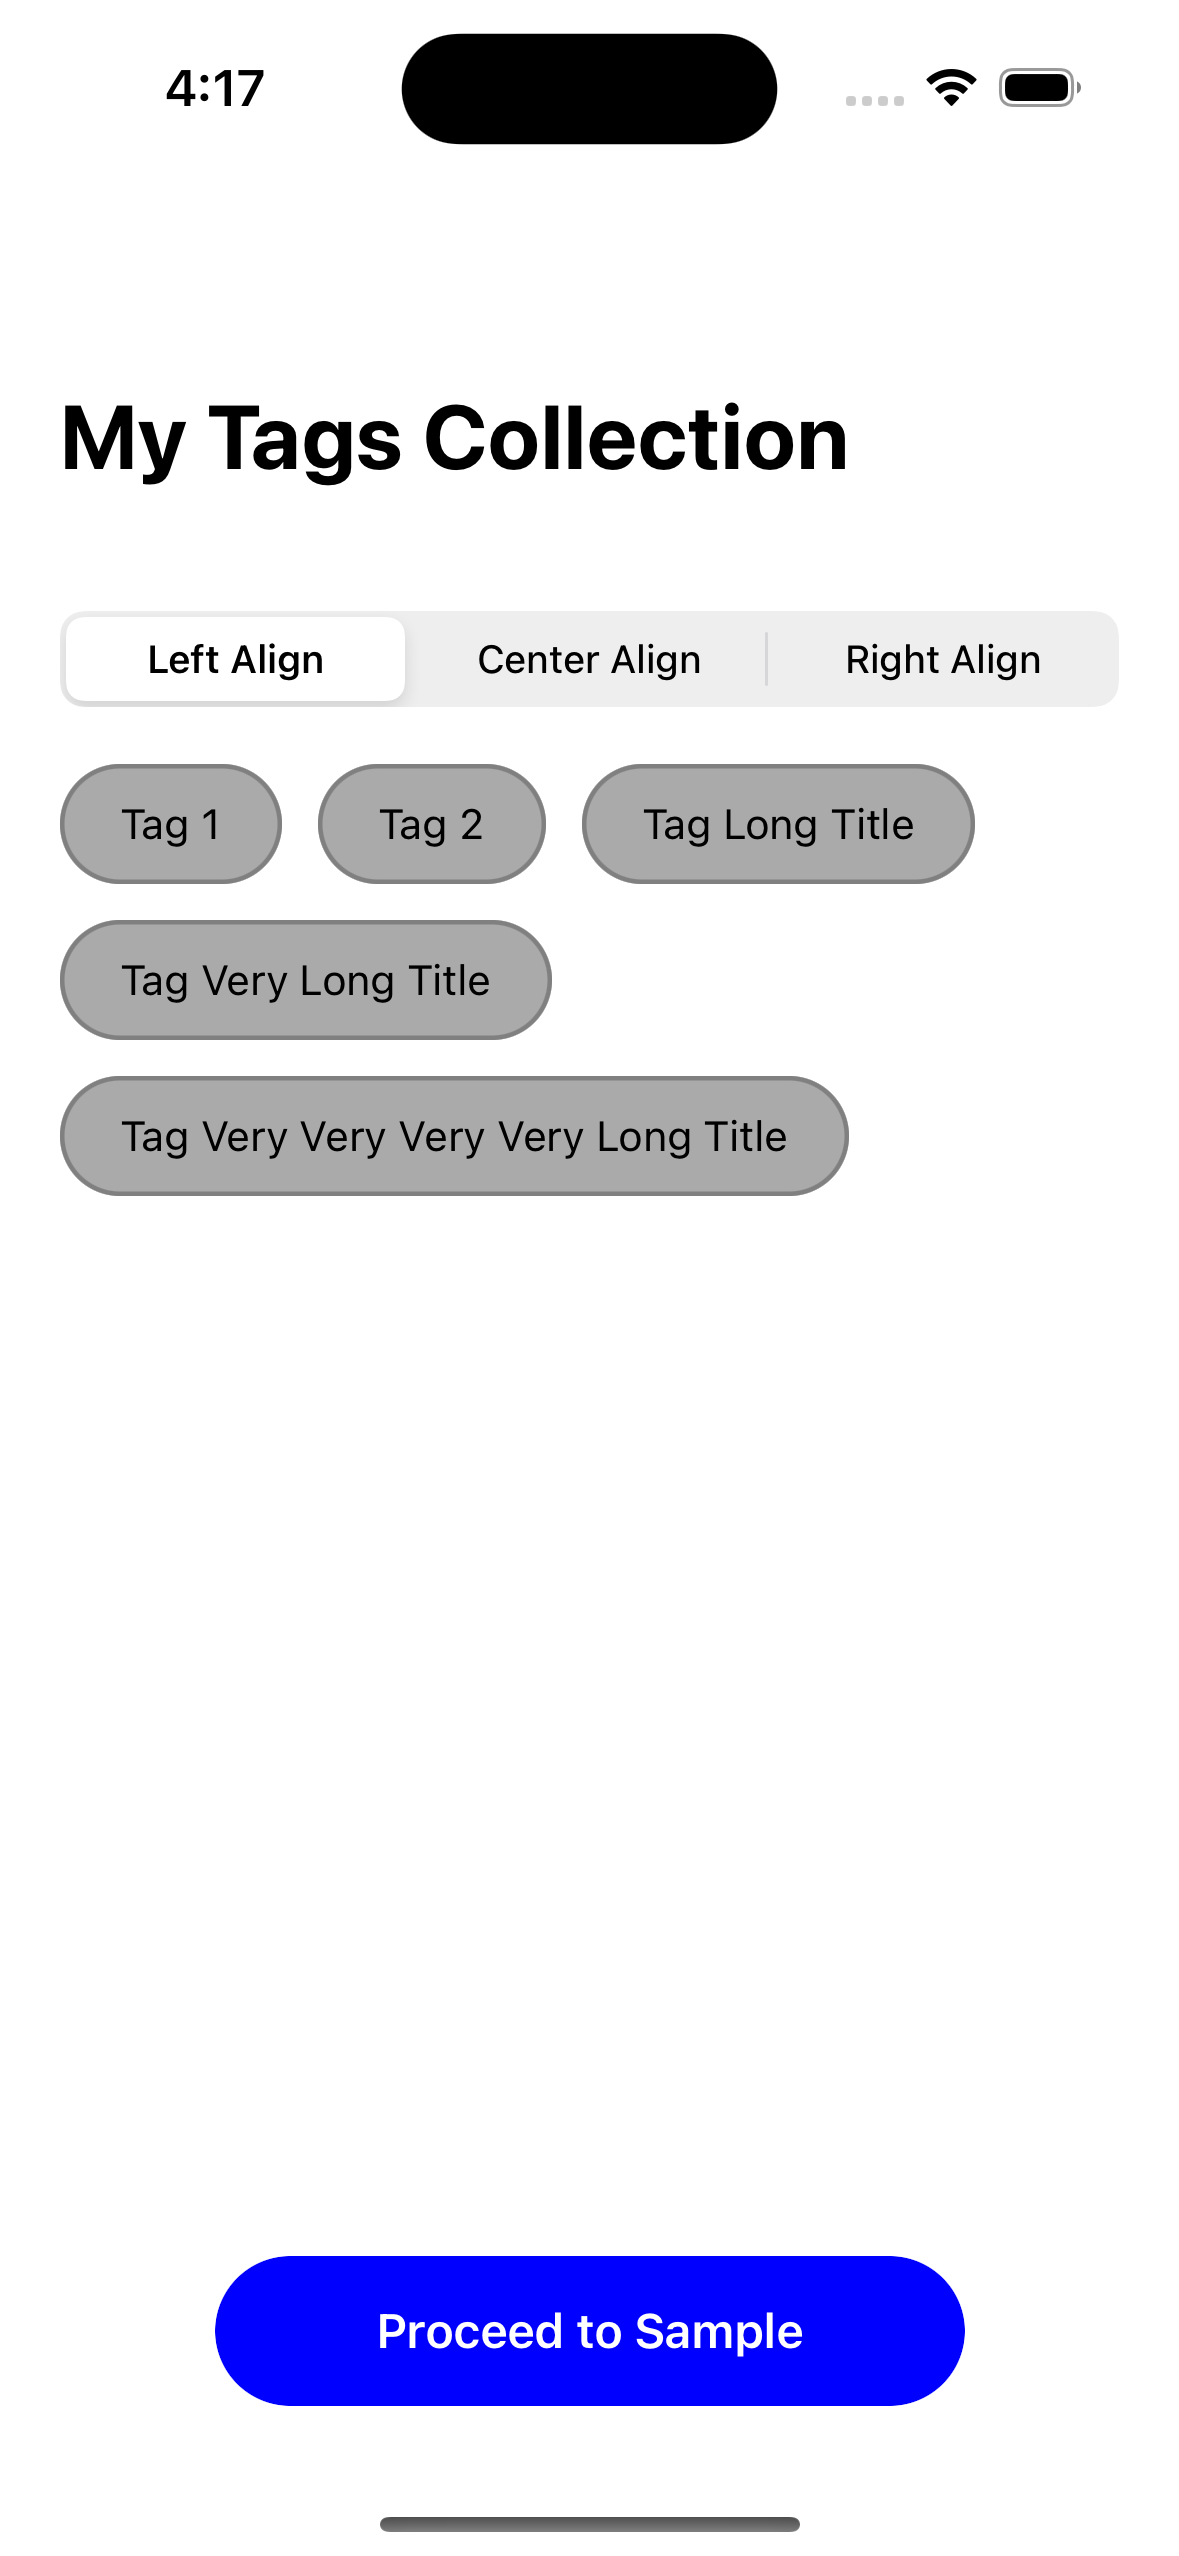 4:17
My Tags Collection
Left Align Center Align Right Align
Tag 1 Tag 2 Tag Long Title
Tag Very Long Title
Tag Very Very Very Very Long Title
Proceed to Sample